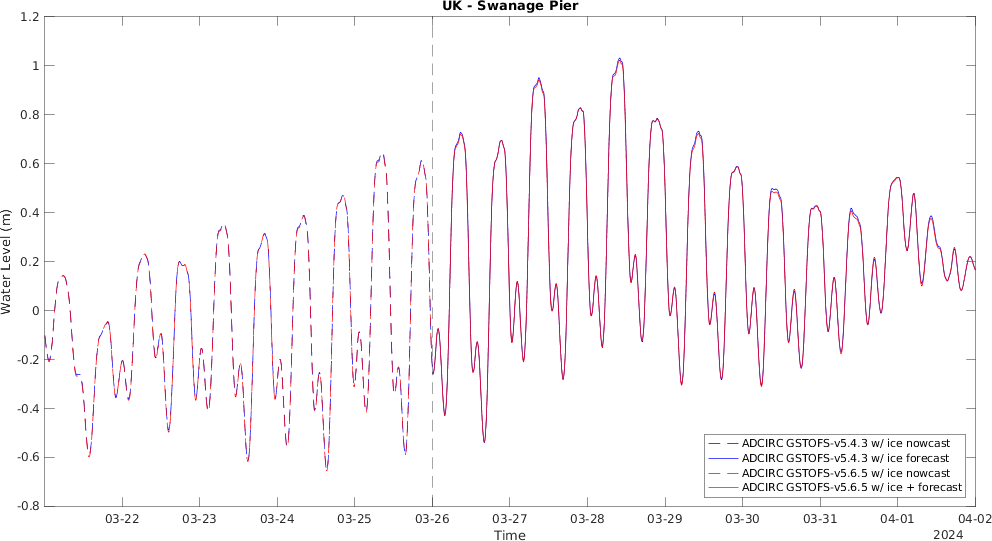 UK - Swanage Pier
1.2
1
0.8
0.6
0.4
0.2
0
-0.2
-0.4
-0.6
-0.8
Water Level (m)
ADCIRC GSTOFS-v5.4.3 w/ ice nowcast
ADCIRC GSTOFS-v5.4.3 w/ ice forecast
ADCIRC GSTOFS-v5.6.5 w/ ice nowcast
ADCIRC GSTOFS-v5.6.5 w/ ice + forecast
03-22 03-23 03-24 03-25 03-26 03-27 03-28 03-29 03-30 03-31 04-01 04-02
Time
2024